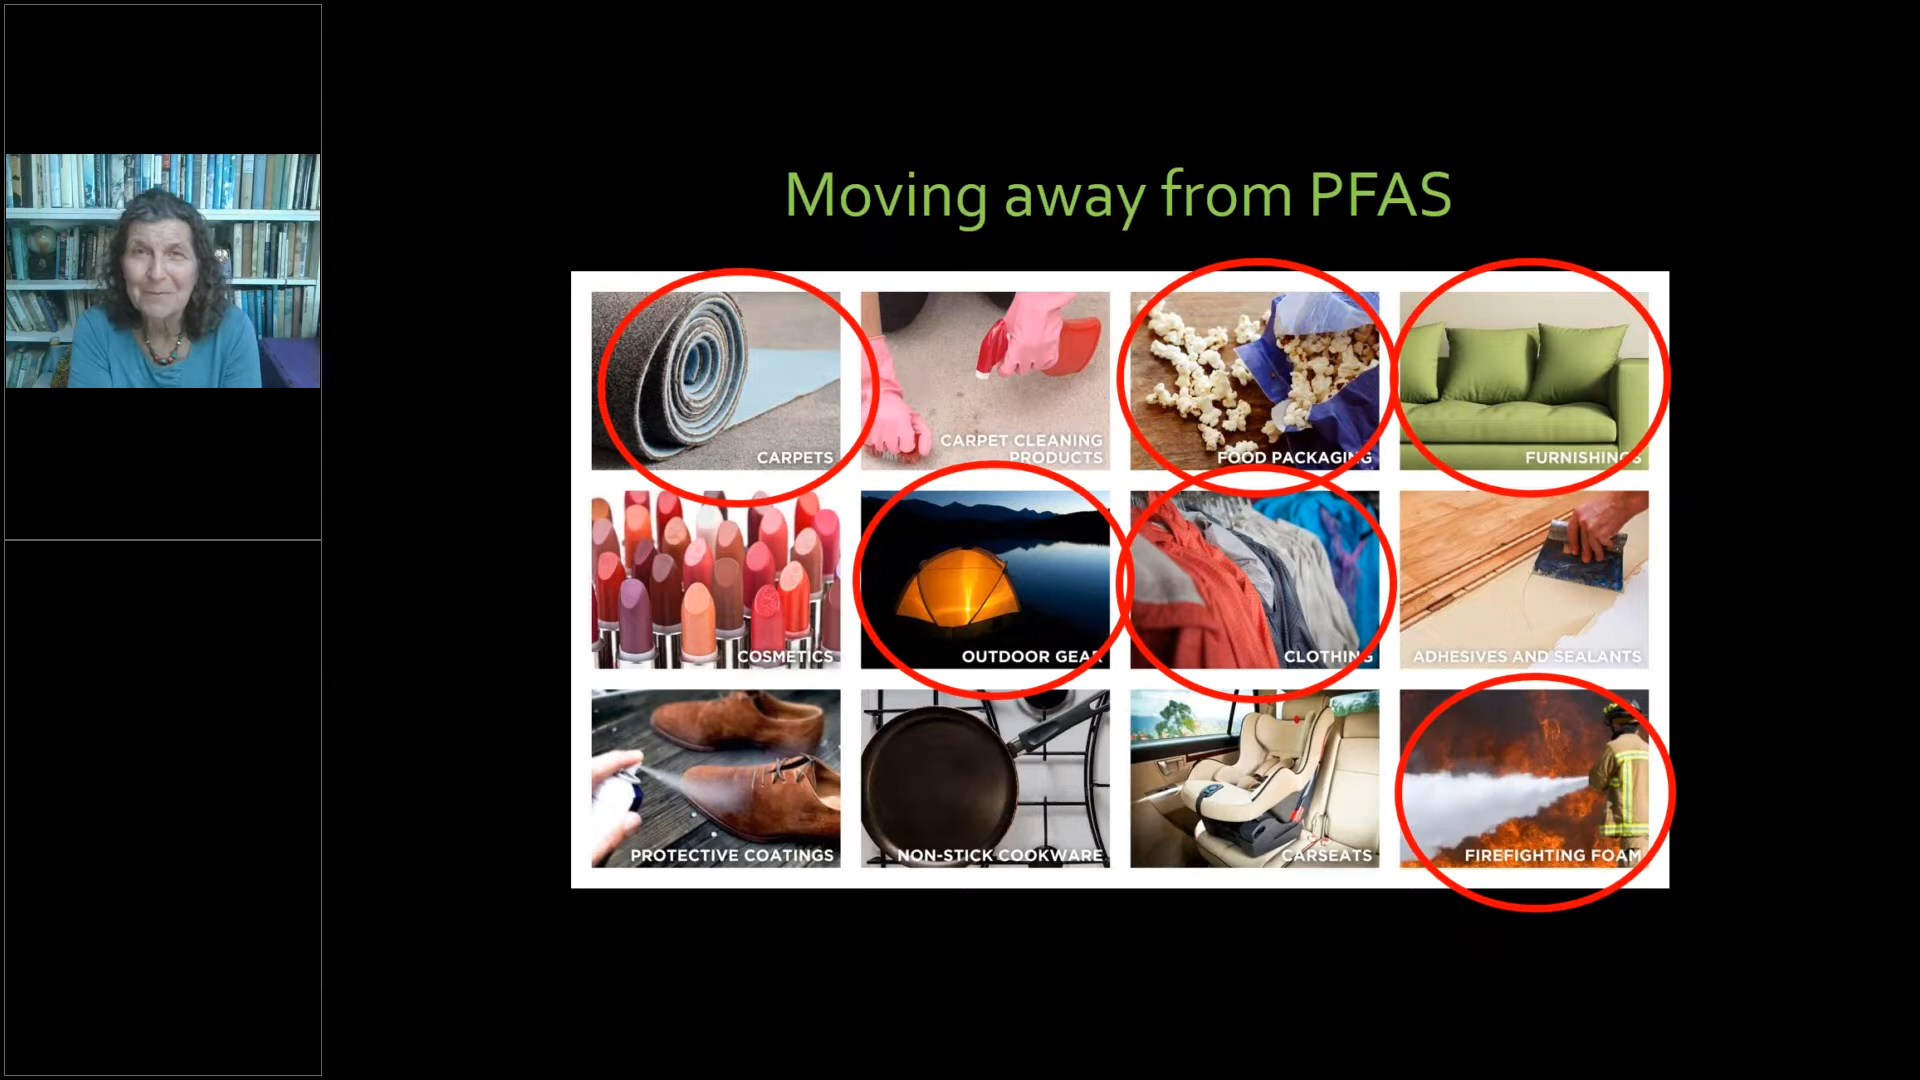 Moving away from PFAS
CARPETS
CARPET CLEANING
PRODUCTS
FOOD PACKAGING
FURNISHINGS
COSMETICS
OUTDOOR GEAR
CLOTHING
ADHESIVES AND SEALANTS
PROTECTIVE COATINGS
NON-STICK COOKWARE
CARSEATS
FIREFIGHTING FOAM